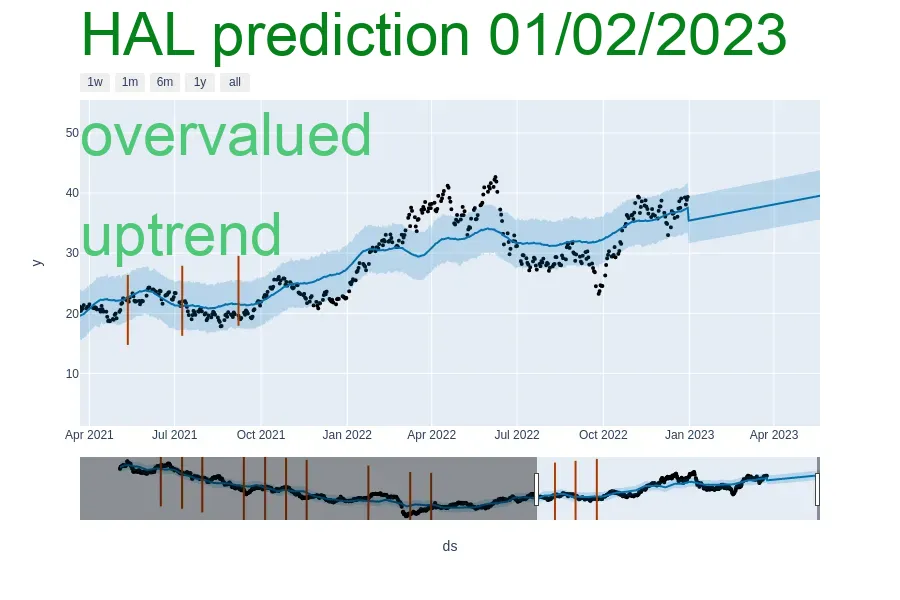 HAL prediction 01/02/2023
1w 1m 6m 1y all
overvalued
uptrend
50
40
30
20
10
y
Apr 2021 Jul 2021 Oct 2021 Jan 2022 Apr 2022 Jul 2022 Oct 2022 Jan 2023 Apr 2023
ds